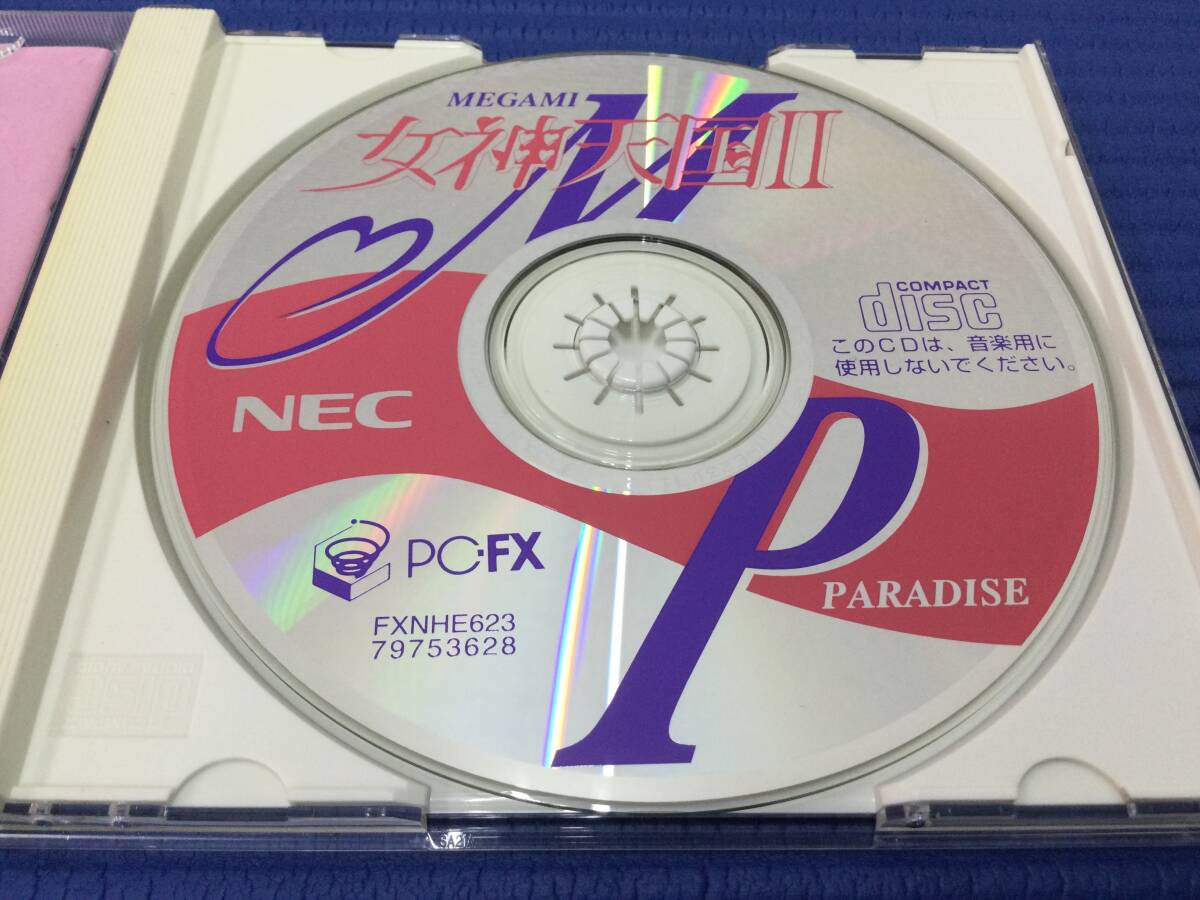 MEGAMI
女神天国II
MP
COMPACT
disc
このCDは、音楽用に
使用しないでください。
NEC
PC-FX
PARADISE
FXNHE623
79753628